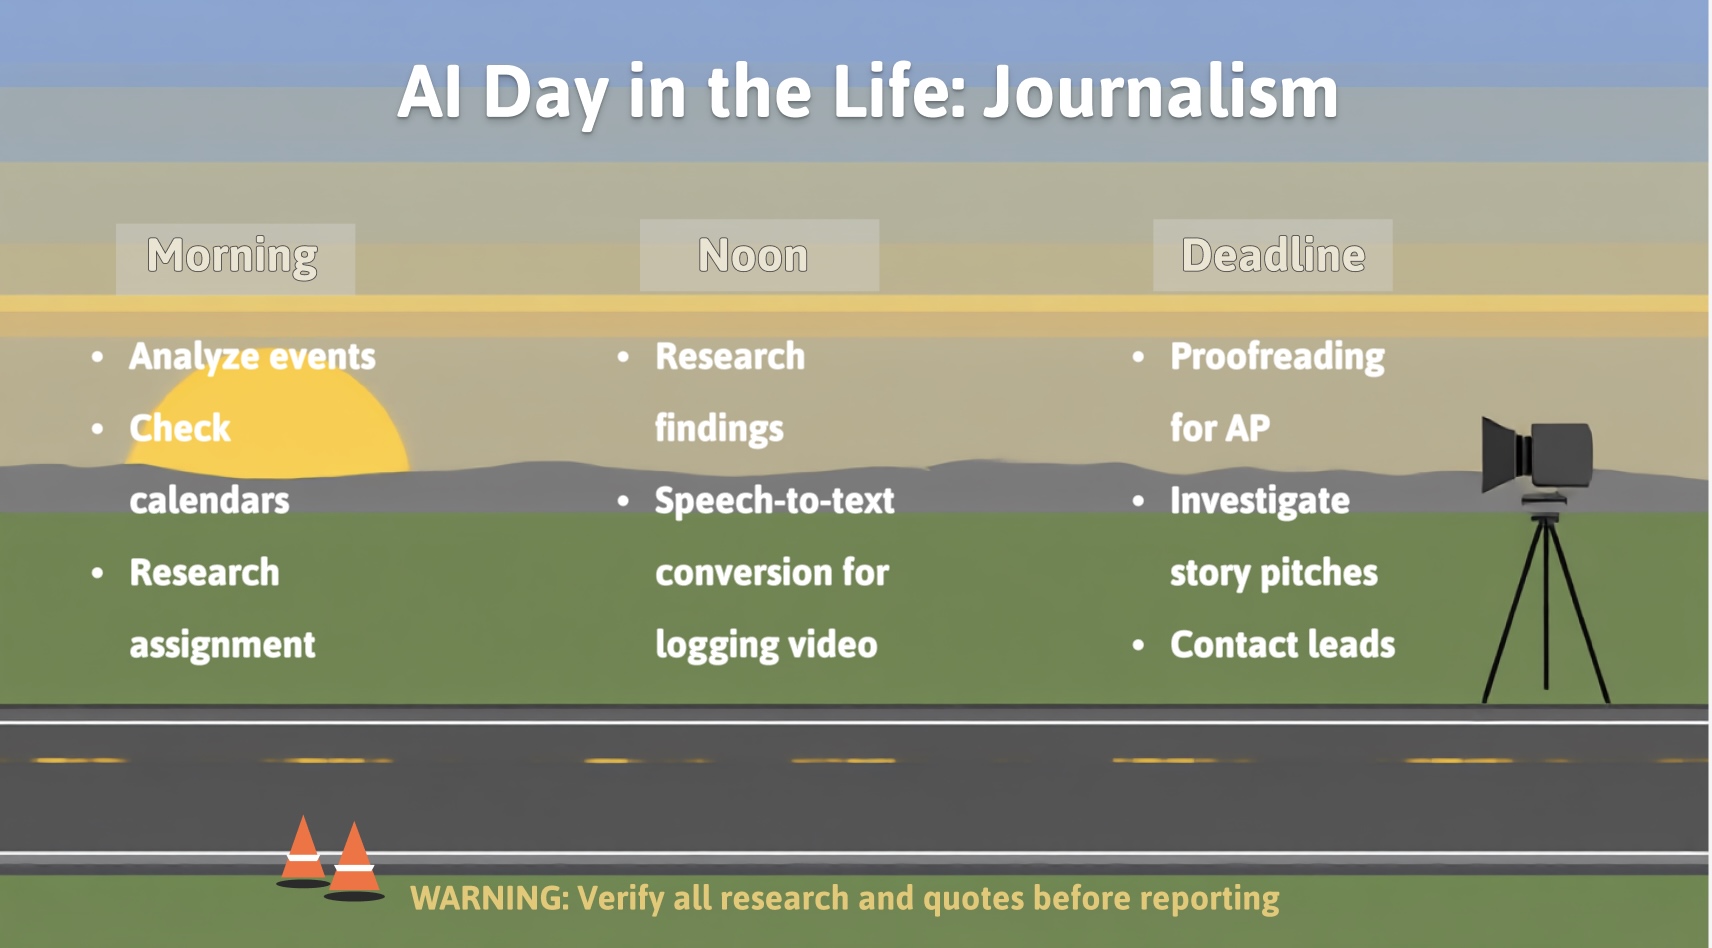 AI Day in the Life: Journalism
Morning
• Analyze events
• Check
calendars
• Research
assignment
Noon
• Research
findings
• Speech-to-text
conversion for
logging video
Deadline
• Proofreading
for AP
• Investigate
story pitches
• Contact leads
WARNING: Verify all research and quotes before reporting